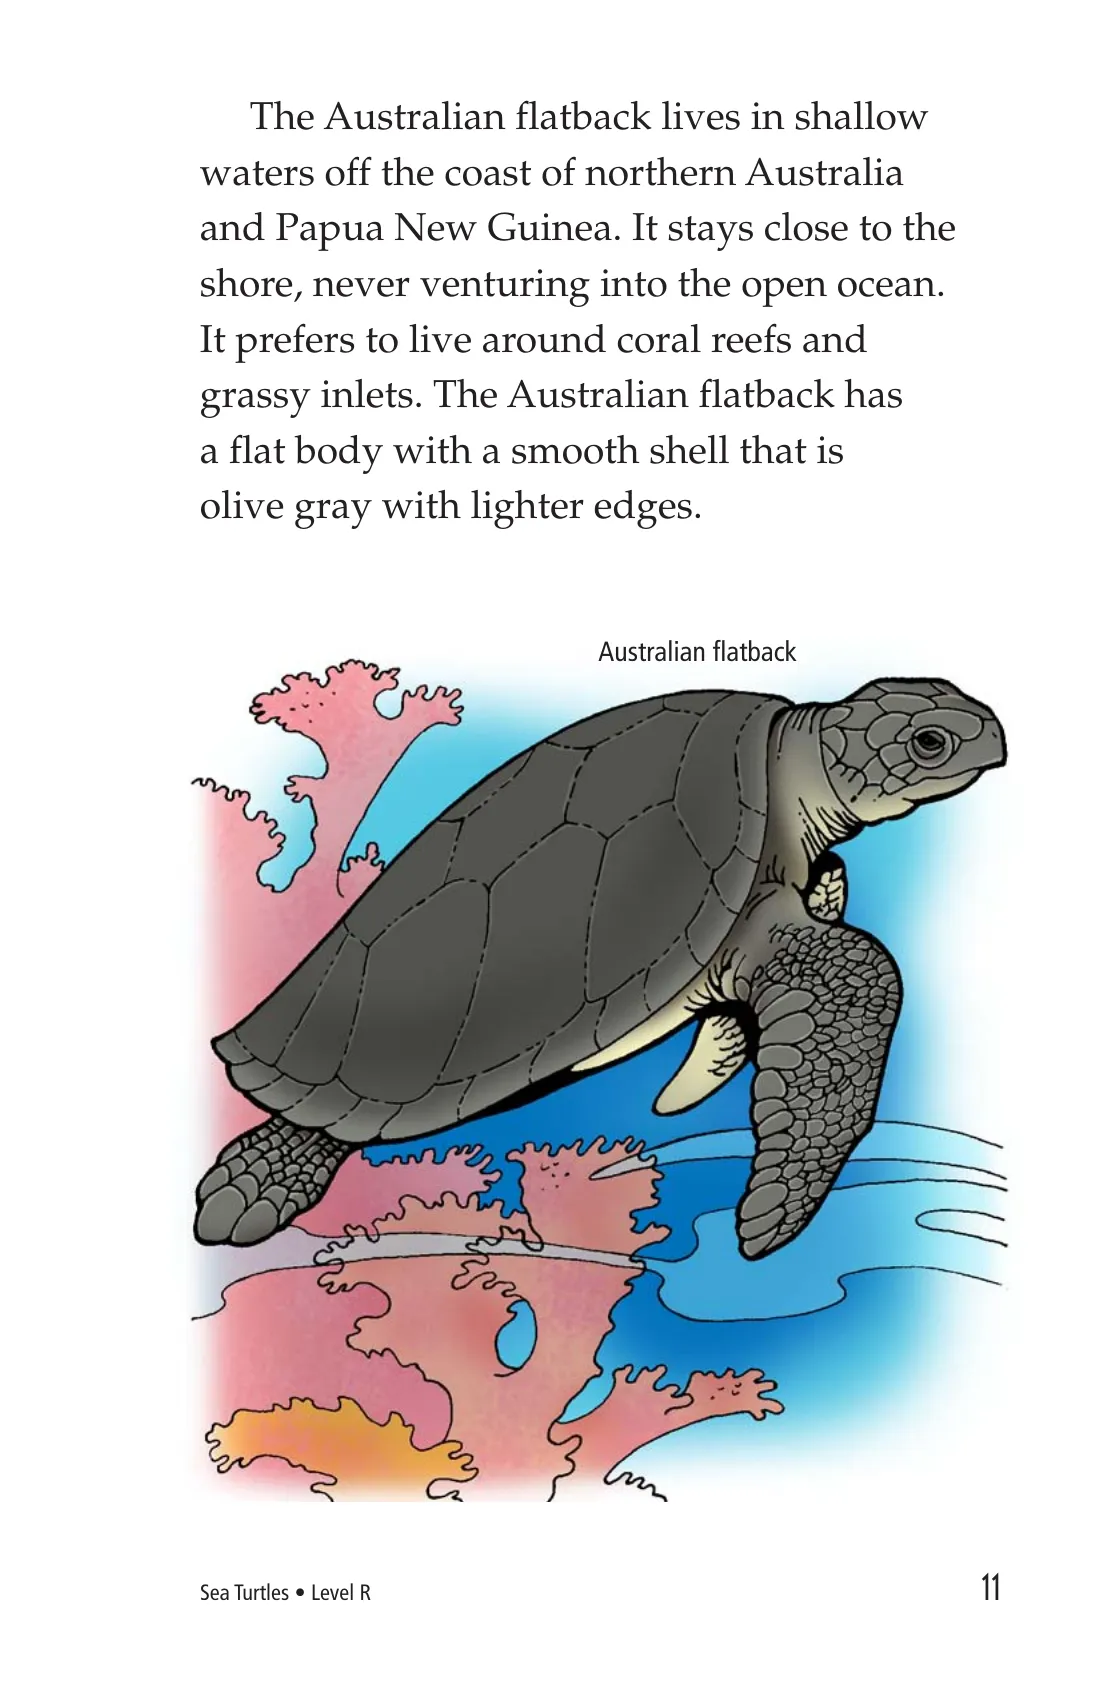 The Australian flatback lives in shallow
waters off the coast of northern Australia
and Papua New Guinea. It stays close to the
shore, never venturing into the open ocean.
It prefers to live around coral reefs and
grassy inlets. The Australian flatback has
a flat body with a smooth shell that is
olive gray with lighter edges.
Australian flatback
Sea Turtles • Level R
11